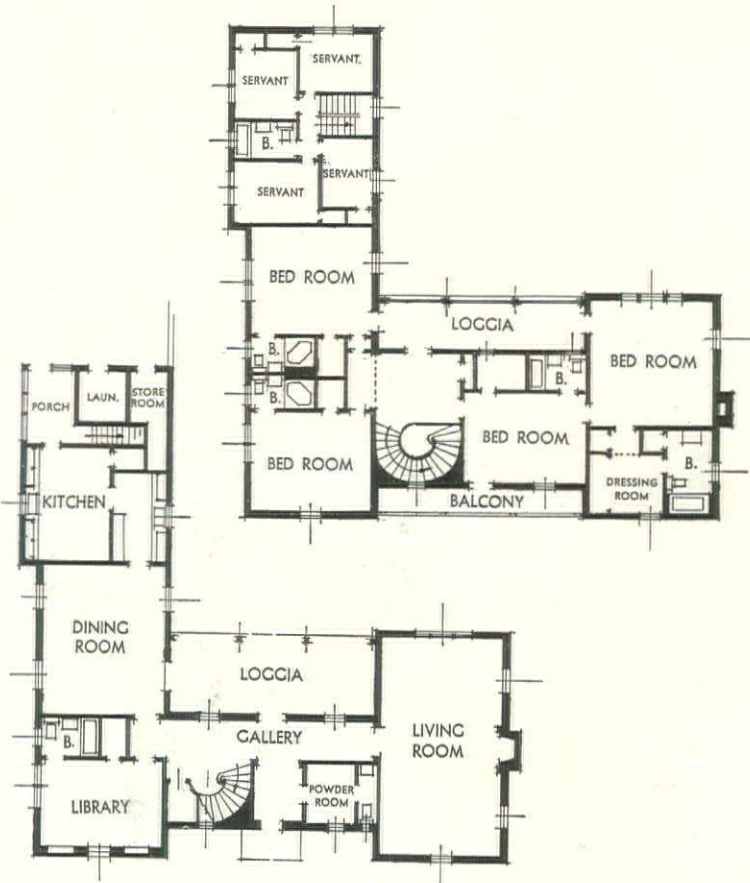 SERVANT.
SERVANT
B.
SERVANT
SERVANT
BED ROOM
LOGGIA
BED ROOM
B.
B.
B.
BED ROOM
BED ROOM
B.
DRESSING
ROOM
BALCONY
PORCH
LAUN.
STORE
ROOM
KITCHEN
DINING
ROOM
LOGGIA
B.
GALLERY
LIVING
ROOM
POWDER
ROOM
LIBRARY